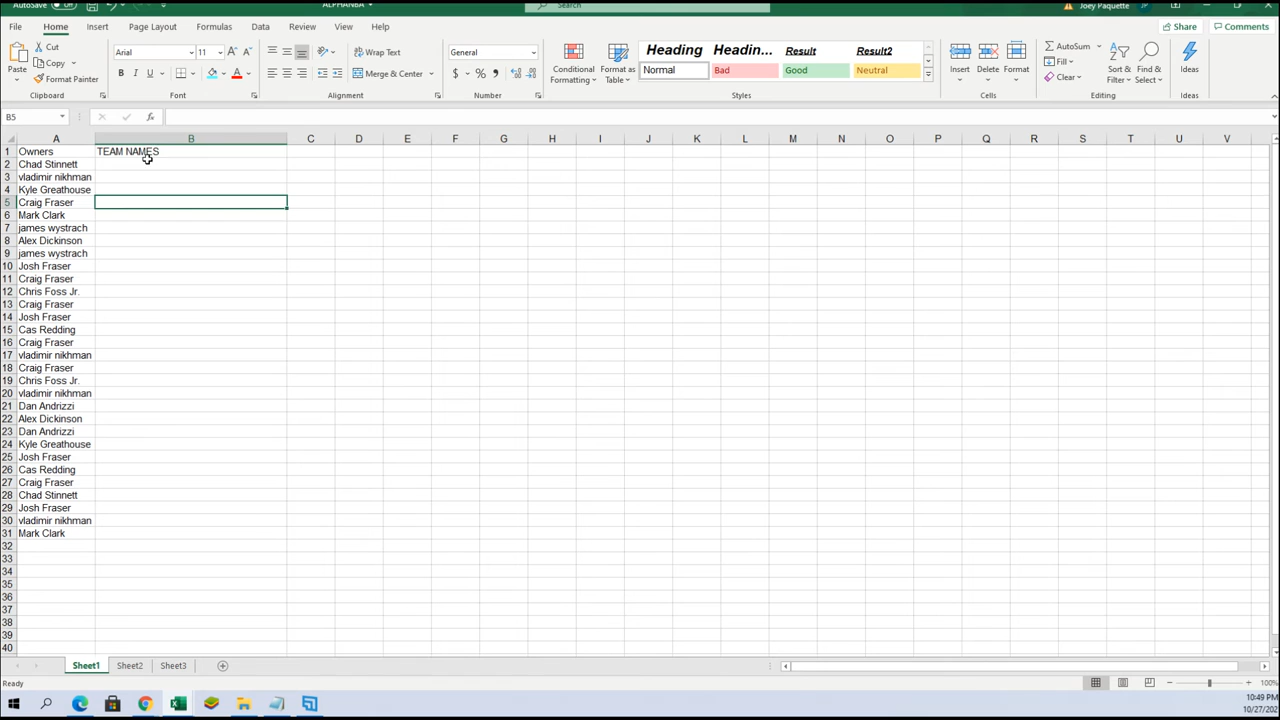 AutoSave ALPHANBA Search Joey Paquette
File Home Insert Page Layout Formulas Data Review View Help Share Comments
Paste Cut Copy Format Painter Clipboard
Arial 11 B I U Font
Wrap Text Merge & Center Alignment
General $ % Number
Conditional Formatting Format as Table
Heading Headin... Result Result2
Normal Bad Good Neutral
Styles
Insert Delete Format Cells
AutoSum Fill Clear Sort & Filter Find & Select Editing
Ideas Ideas
B5 fx
A B C D E F G H I J K L M N O P Q R S T U V
1 Owners TEAM NAMES
2 Chad Stinnett
3 vladimir nikhman
4 Kyle Greathouse
5 Craig Fraser
6 Mark Clark
7 james wystrach
8 Alex Dickinson
9 james wystrach
10 Josh Fraser
11 Craig Fraser
12 Chris Foss Jr.
13 Craig Fraser
14 Josh Fraser
15 Cas Redding
16 Craig Fraser
17 vladimir nikhman
18 Craig Fraser
19 Chris Foss Jr.
20 vladimir nikhman
21 Dan Andrizzi
22 Alex Dickinson
23 Dan Andrizzi
24 Kyle Greathouse
25 Josh Fraser
26 Cas Redding
27 Craig Fraser
28 Chad Stinnett
29 Josh Fraser
30 vladimir nikhman
31 Mark Clark
32
33
34
35
36
37
38
39
40
Sheet1 Sheet2 Sheet3
Ready 100%
10:49 PM
10/27/202